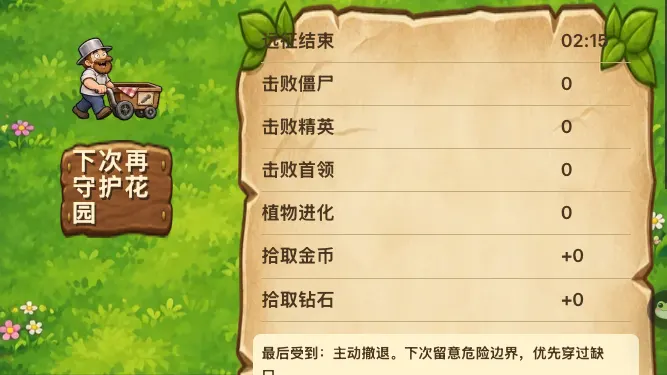 下次再
守护花
园
远征结束 02:15
击败僵尸 0
击败精英 0
击败首领 0
植物进化 0
拾取金币 +0
拾取钻石 +0
最后受到：主动撤退。下次留意危险边界，优先穿过缺